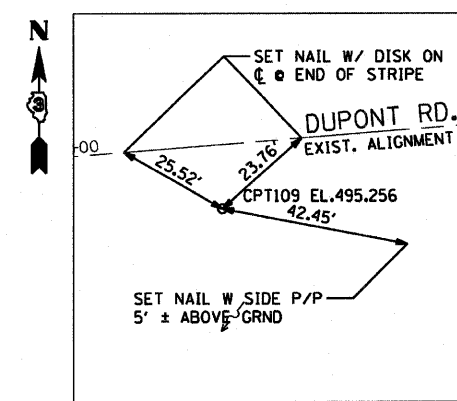 N
3
SET NAIL W/ DISK ON
℄ @ END OF STRIPE
DUPONT RD.
EXIST. ALIGNMENT
00
25.52'
23.76'
CPT109 EL.495.256
42.45'
SET NAIL W SIDE P/P
5' ± ABOVE GRND